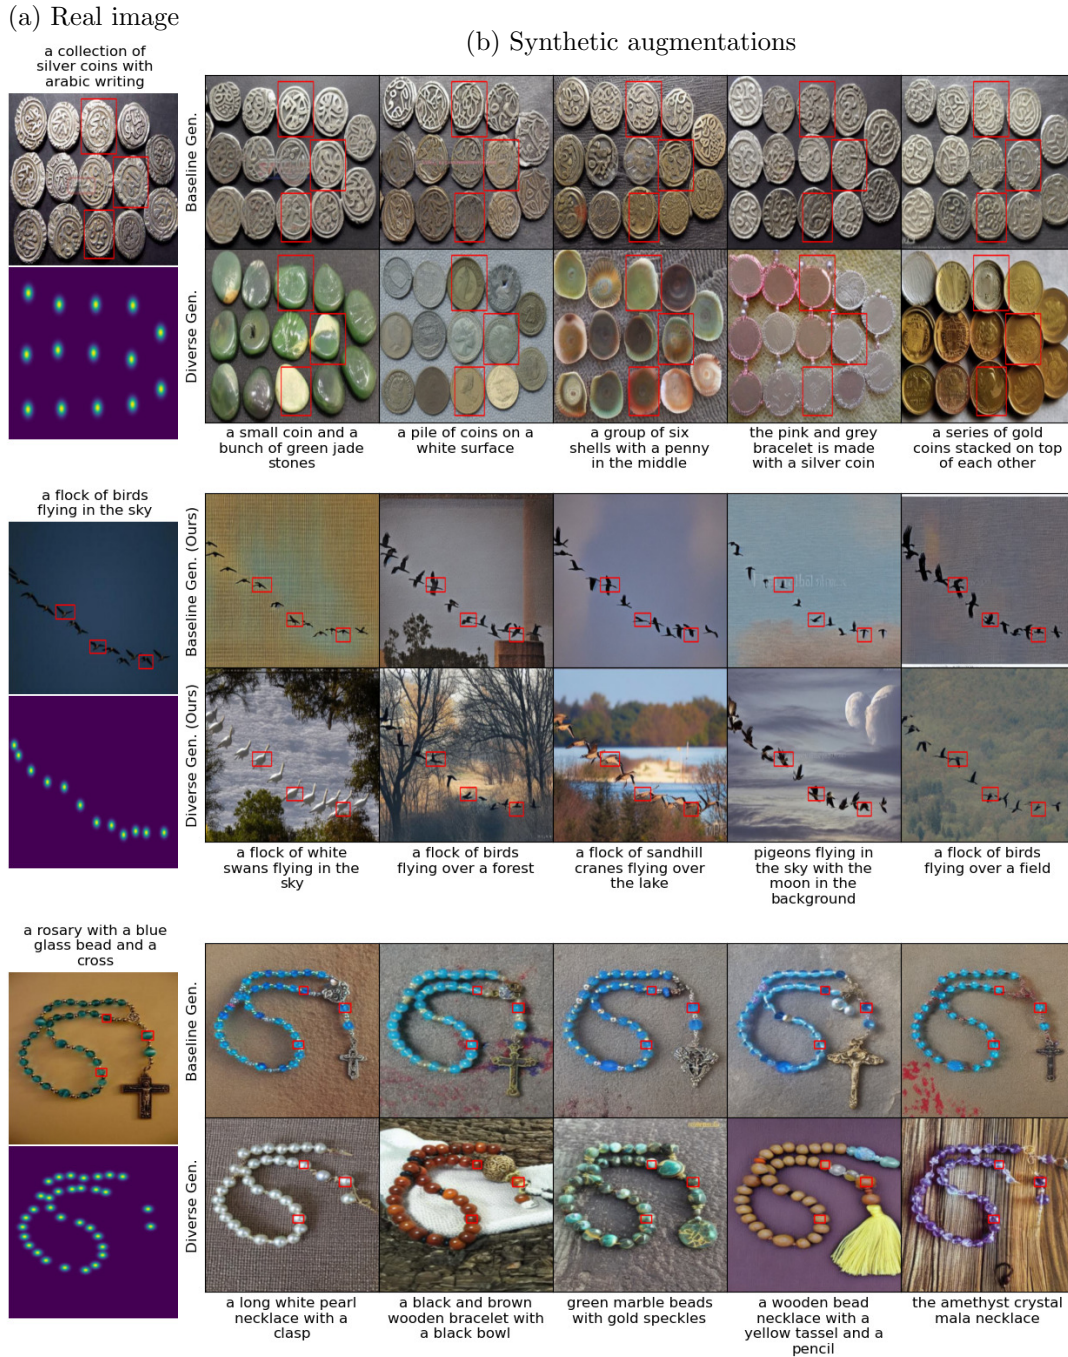 (a) Real image
(b) Synthetic augmentations
a collection of
silver coins with
arabic writing
Baseline Gen.
Diverse Gen.
a small coin and a
bunch of green jade
stones
a pile of coins on a
white surface
a group of six
shells with a penny
in the middle
the pink and grey
bracelet is made
with a silver coin
a series of gold
coins stacked on top
of each other
a flock of birds
flying in the sky
Baseline Gen. (Ours)
Diverse Gen. (Ours)
a flock of white
swans flying in the
sky
a flock of birds
flying over a forest
a flock of sandhill
cranes flying over
the lake
pigeons flying in
the sky with the
moon in the
background
a flock of birds
flying over a field
a rosary with a blue
glass bead and a
cross
Baseline Gen.
Diverse Gen.
a long white pearl
necklace with a
clasp
a black and brown
wooden bracelet with
a black bowl
green marble beads
with gold speckles
a wooden bead
necklace with a
yellow tassel and a
pencil
the amethyst crystal
mala necklace